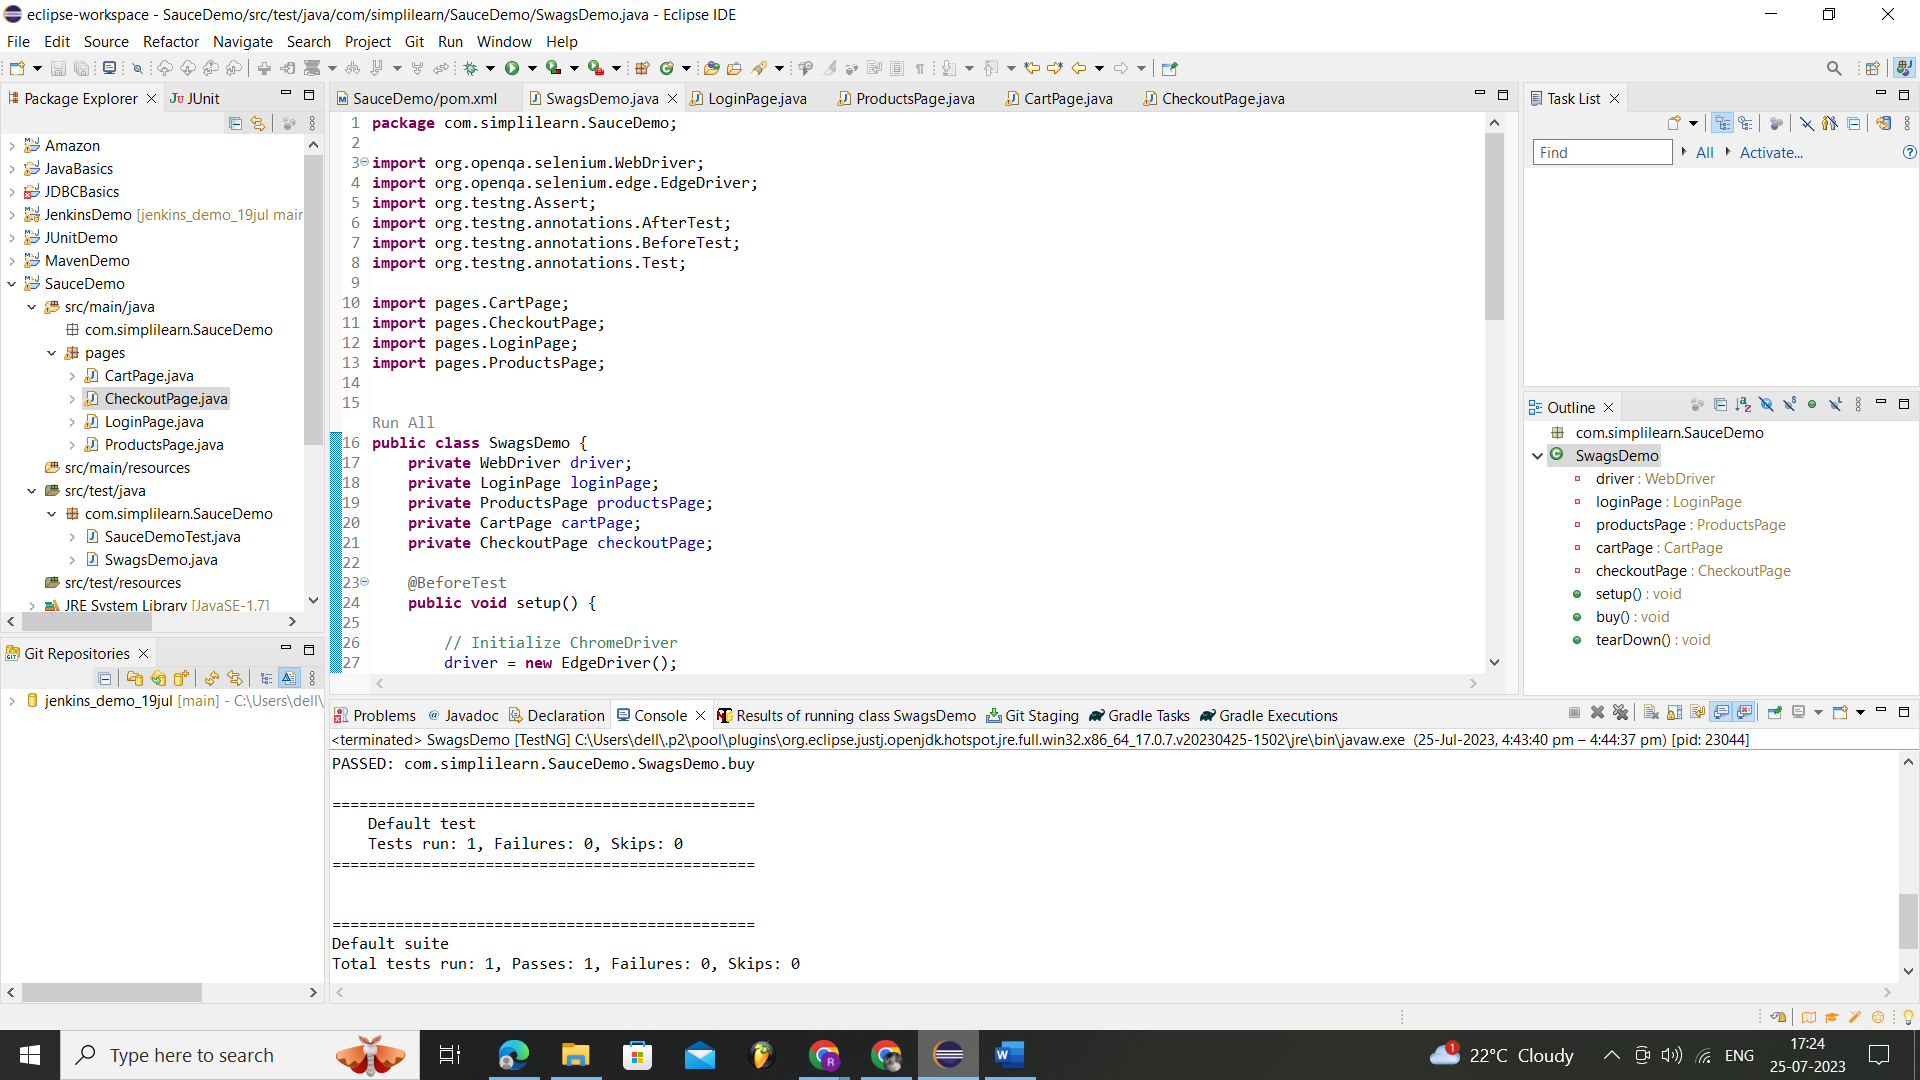 eclipse-workspace - SauceDemo/src/test/java/com/simplilearn/SauceDemo/SwagsDemo.java - Eclipse IDE
File Edit Source Refactor Navigate Search Project Git Run Window Help
Package Explorer
JUnit
Amazon
JavaBasics
JDBCBasics
JenkinsDemo [jenkins_demo_19jul mair
JUnitDemo
MavenDemo
SauceDemo
src/main/java
com.simplilearn.SauceDemo
pages
CartPage.java
CheckoutPage.java
LoginPage.java
ProductsPage.java
src/main/resources
src/test/java
com.simplilearn.SauceDemo
SauceDemoTest.java
SwagsDemo.java
src/test/resources
JRE System Library [JavaSE-1.7]
Git Repositories
jenkins_demo_19jul [main] - C:\Users\dell\
SauceDemo/pom.xml SwagsDemo.java LoginPage.java ProductsPage.java CartPage.java CheckoutPage.java
1 package com.simplilearn.SauceDemo;
2
3 import org.openqa.selenium.WebDriver;
4 import org.openqa.selenium.edge.EdgeDriver;
5 import org.testng.Assert;
6 import org.testng.annotations.AfterTest;
7 import org.testng.annotations.BeforeTest;
8 import org.testng.annotations.Test;
9
10 import pages.CartPage;
11 import pages.CheckoutPage;
12 import pages.LoginPage;
13 import pages.ProductsPage;
14
15
Run All
16 public class SwagsDemo {
17 private WebDriver driver;
18 private LoginPage loginPage;
19 private ProductsPage productsPage;
20 private CartPage cartPage;
21 private CheckoutPage checkoutPage;
22
23 @BeforeTest
24 public void setup() {
25
26 // Initialize ChromeDriver
27 driver = new EdgeDriver();
Task List
Find All Activate...
Outline
com.simplilearn.SauceDemo
SwagsDemo
driver : WebDriver
loginPage : LoginPage
productsPage : ProductsPage
cartPage : CartPage
checkoutPage : CheckoutPage
setup() : void
buy() : void
tearDown() : void
Problems Javadoc Declaration Console Results of running class SwagsDemo Git Staging Gradle Tasks Gradle Executions
<terminated> SwagsDemo [TestNG] C:\Users\dell\.p2\pool\plugins\org.eclipse.justj.openjdk.hotspot.jre.full.win32.x86_64_17.0.7.v20230425-1502\jre\bin\javaw.exe (25-Jul-2023, 4:43:40 pm – 4:44:37 pm) [pid: 23044]
PASSED: com.simplilearn.SauceDemo.SwagsDemo.buy
===============================================
Default test
Tests run: 1, Failures: 0, Skips: 0
===============================================
===============================================
Default suite
Total tests run: 1, Passes: 1, Failures: 0, Skips: 0
Type here to search
1
22°C Cloudy
ENG
17:24
25-07-2023